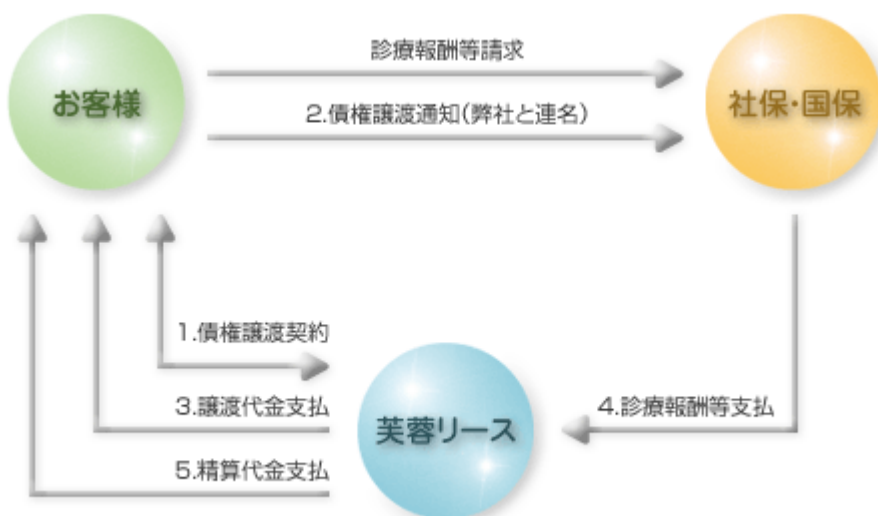 診療報酬等請求
お客様
社保・国保
2.債権譲渡通知(弊社と連名)
1.債権譲渡契約
3.譲渡代金支払
4.診療報酬等支払
芙蓉リース
5.精算代金支払